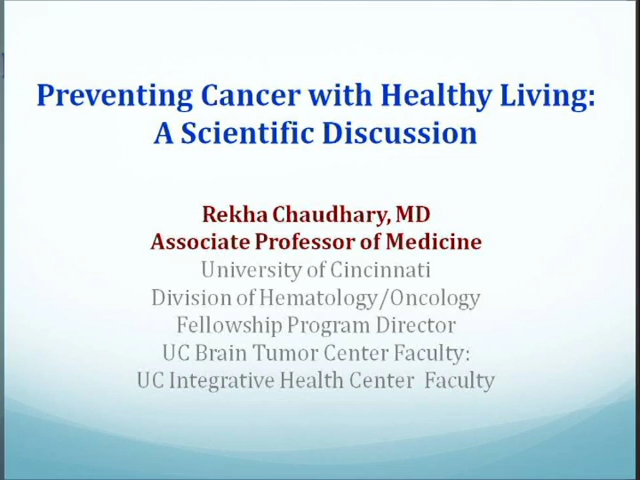 Preventing Cancer with Healthy Living:
A Scientific Discussion
Rekha Chaudhary, MD
Associate Professor of Medicine
University of Cincinnati
Division of Hematology/Oncology
Fellowship Program Director
UC Brain Tumor Center Faculty:
UC Integrative Health Center Faculty